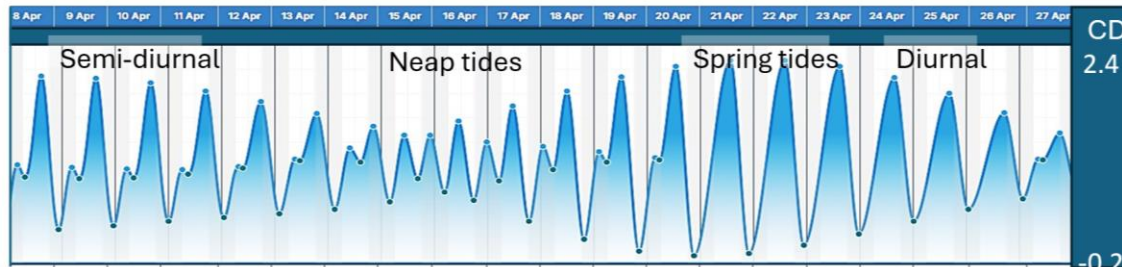 8 Apr 9 Apr 10 Apr 11 Apr 12 Apr 13 Apr 14 Apr 15 Apr 16 Apr 17 Apr 18 Apr 19 Apr 20 Apr 21 Apr 22 Apr 23 Apr 24 Apr 25 Apr 26 Apr 27 Apr
CD
Semi-diurnal Neap tides Spring tides Diurnal 2.4
-0.2